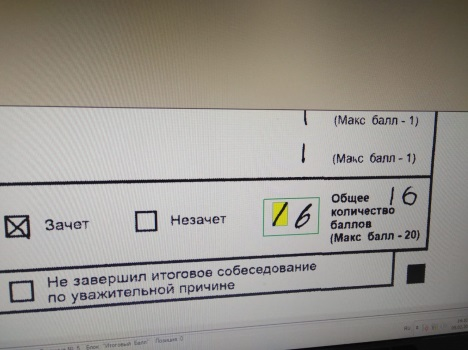 1 (Макс балл - 1)
1 (Макс балл - 1)
Зачет Незачет 16 Общее количество баллов (Макс балл - 20) 16
Не завершил итоговое собеседование
по уважительной причине